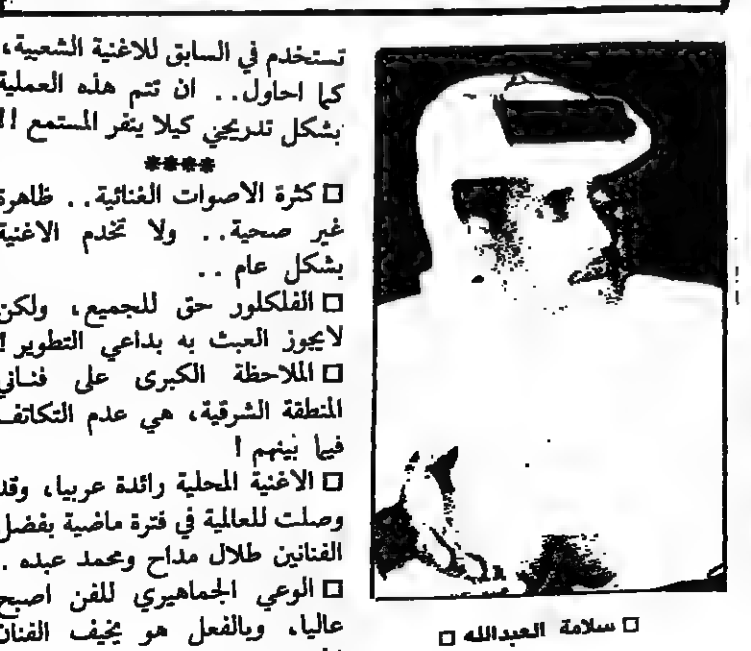 تستخدم في السابق للاغنية الشعبية،
كما احاول.. ان تتم هذه العملية
بشكل تدريجي كيلا ينفر المستمع !!
****
□ كثرة الاصوات الغنائية.. ظاهرة
غير صحية.. ولا تخدم الاغنية
بشكل عام ..
□ الفلكلور حق للجميع، ولكن
لايجوز العبث به بداعي التطوير !
□ الملاحظة الكبرى على فناني
المنطقة الشرقية، هي عدم التكاتف
فيما بينهم !
□ الاغنية المحلية رائدة عربيا، وقد
وصلت للعالمية في فترة ماضية بفضل
الفنانين طلال مداح ومحمد عبده .
□ الوعي الجماهيري للفن اصبح
عاليا، وبالفعل هو يخيف الفنان
□ سلامة العبدالله □